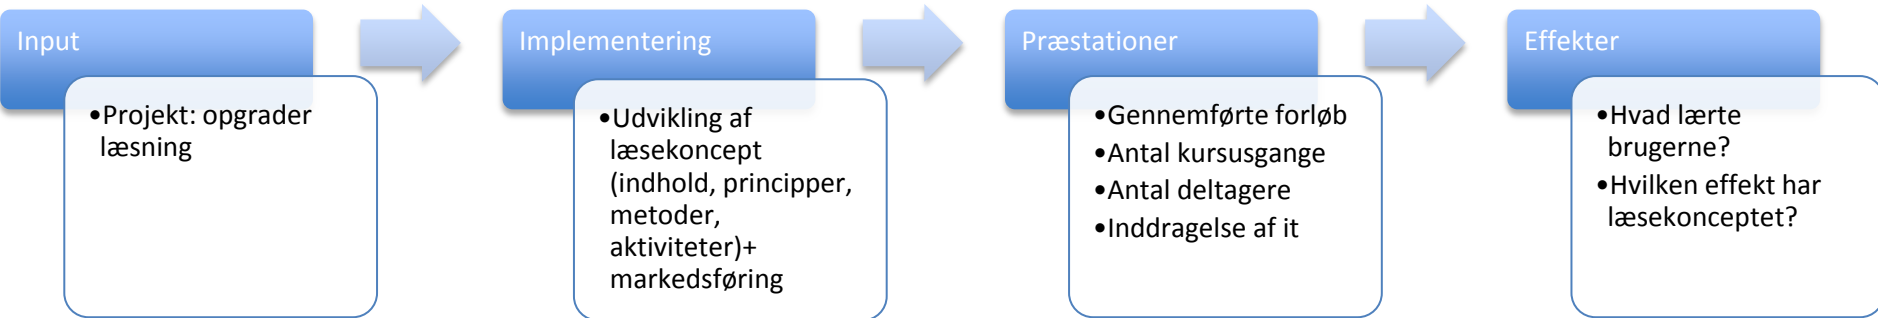 Input
•Projekt: opgrader
læsning
Implementering
•Udvikling af
læsekoncept
(indhold, principper,
metoder,
aktiviteter)+
markedsføring
Præstationer
•Gennemførte forløb
•Antal kursusgange
•Antal deltagere
•Inddragelse af it
Effekter
•Hvad lærte
brugerne?
•Hvilken effekt har
læsekonceptet?